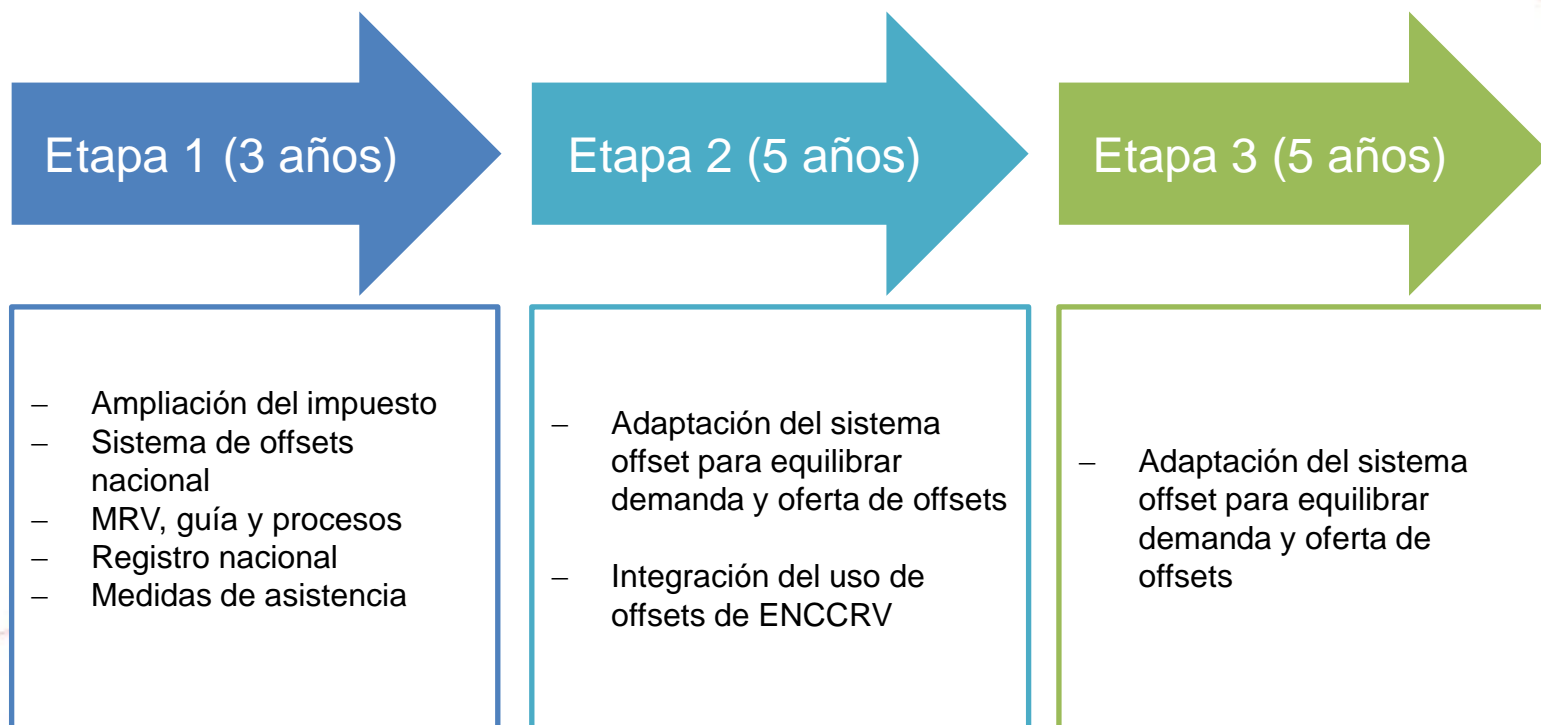 Etapa 1 (3 años)
Etapa 2 (5 años)
Etapa 3 (5 años)
– Ampliación del impuesto
– Sistema de offsets
nacional
– MRV, guía y procesos
– Registro nacional
– Medidas de asistencia
– Adaptación del sistema
offset para equilibrar
demanda y oferta de offsets
– Integración del uso de
offsets de ENCCRV
– Adaptación del sistema
offset para equilibrar
demanda y oferta de
offsets